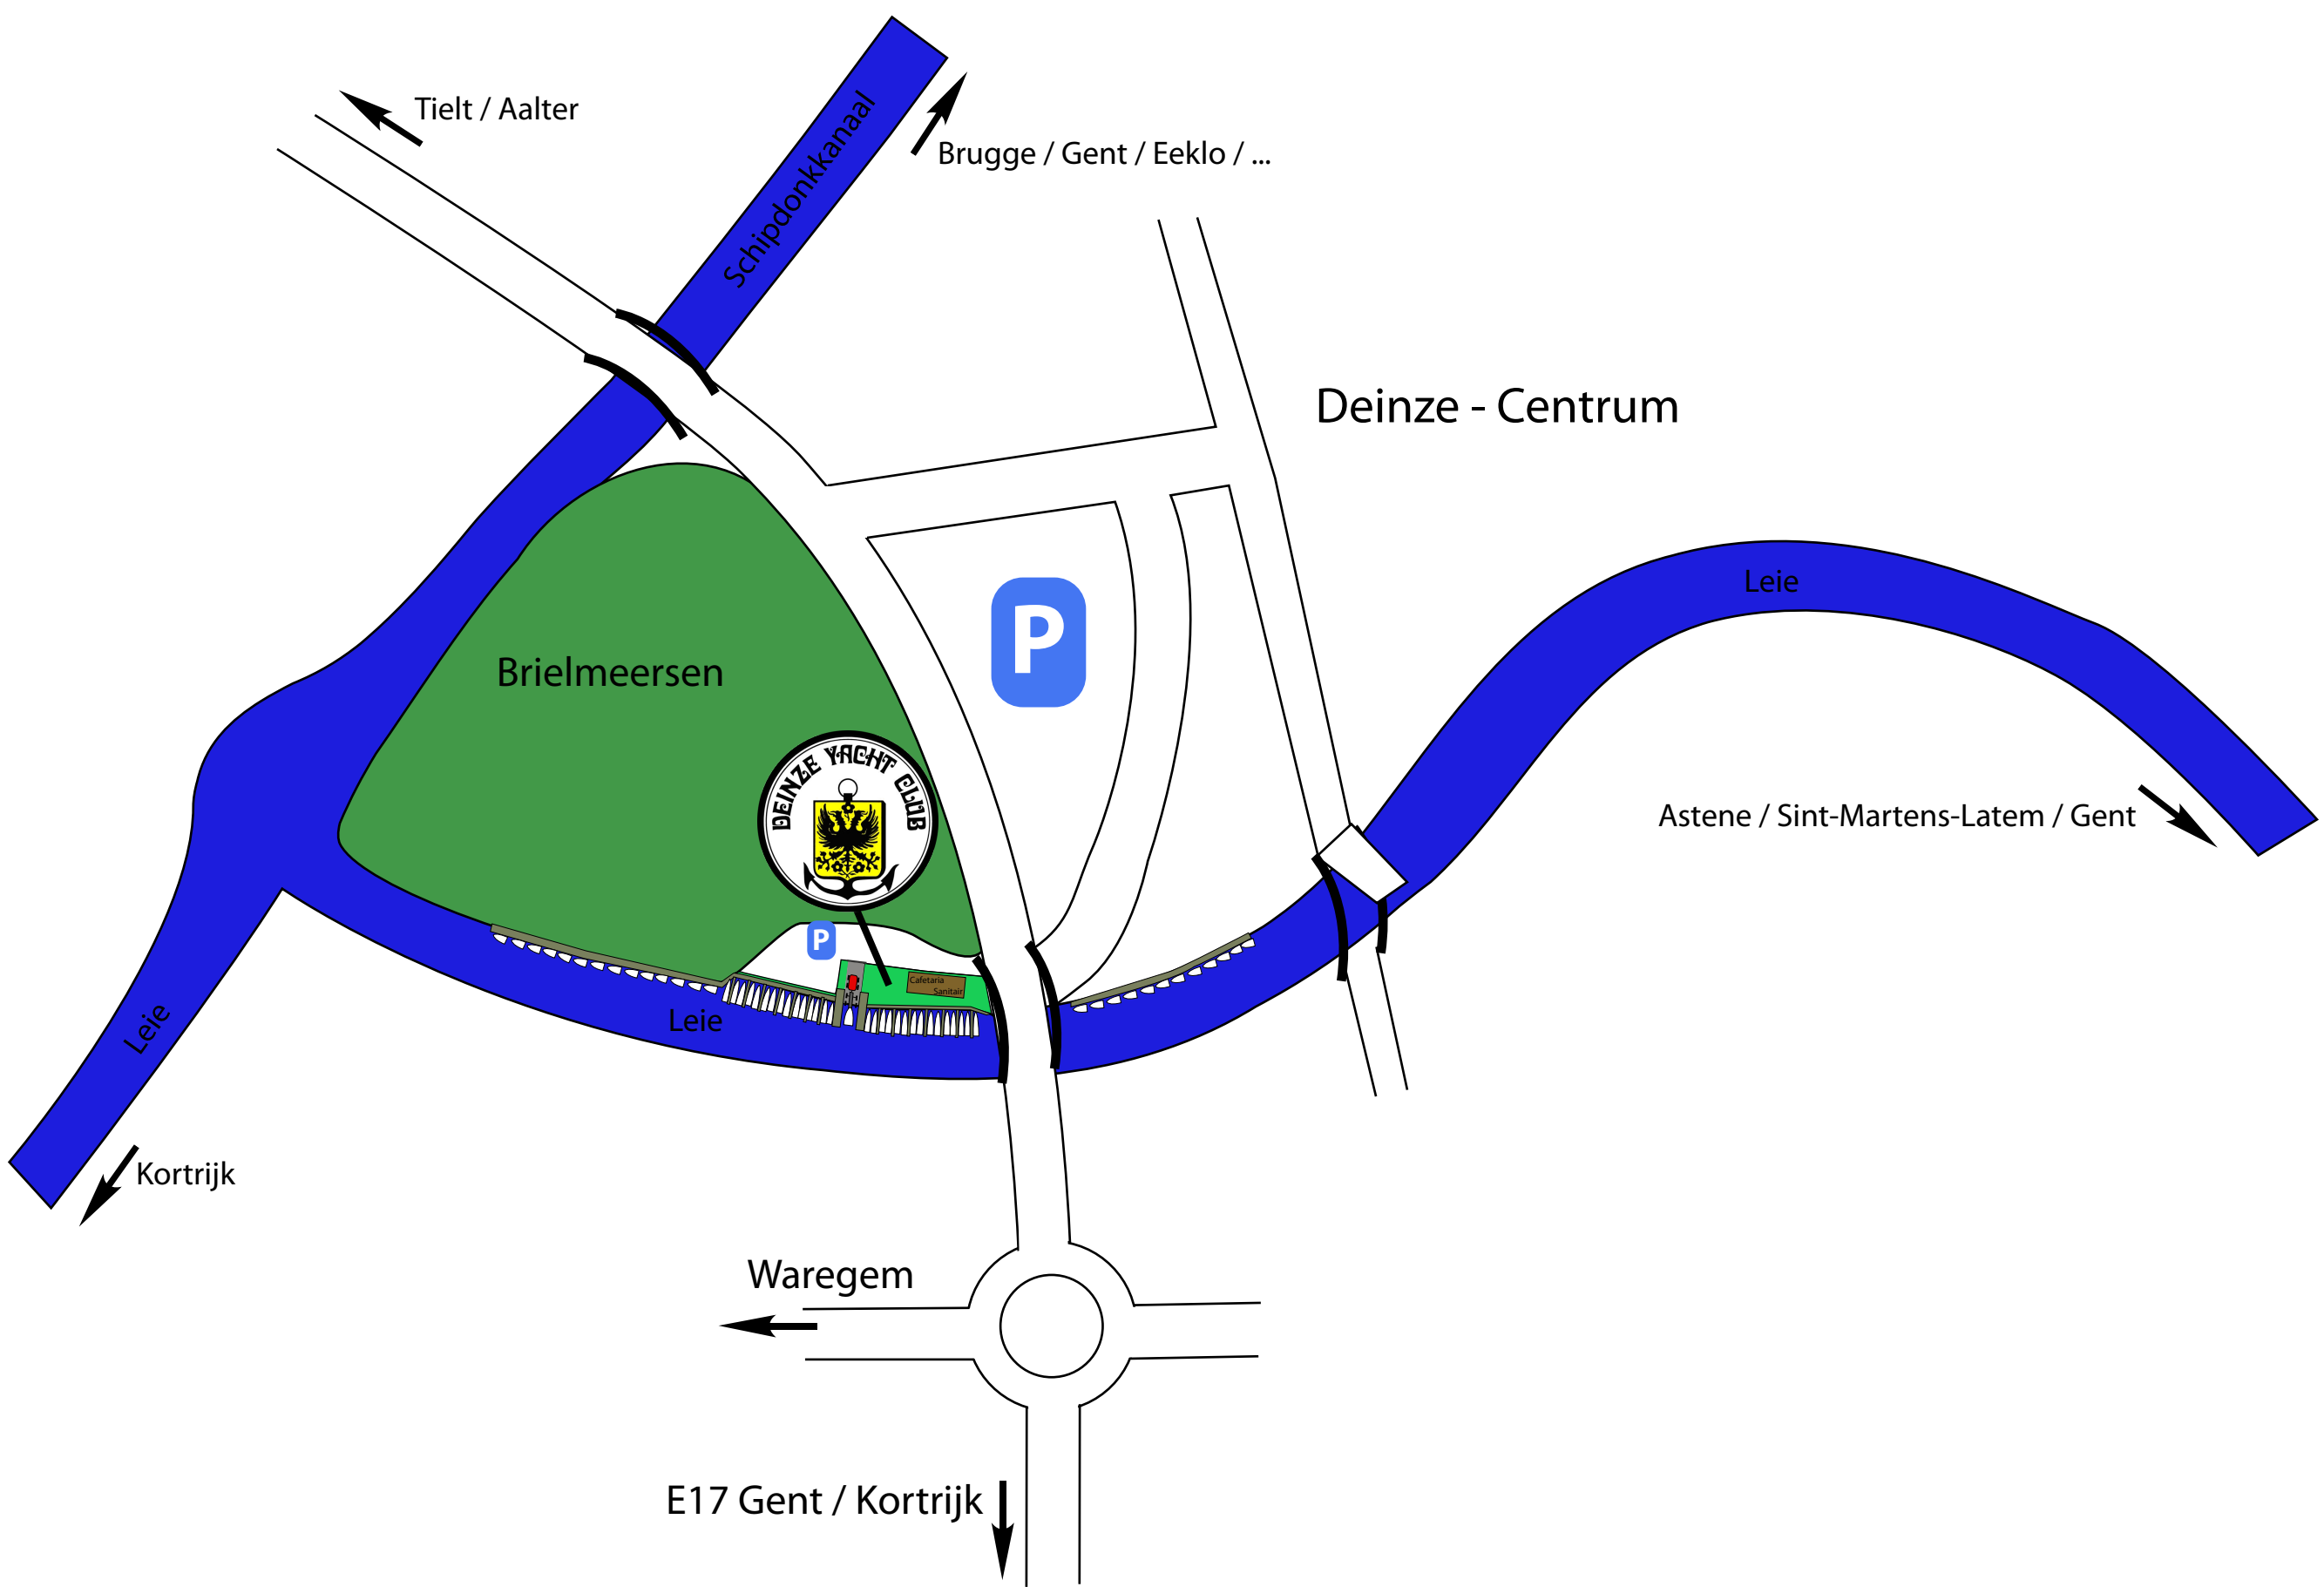 Tielt / Aalter
Schipdonkkanaal
Brugge / Gent / Eeklo / ...
Deinze - Centrum
Leie
P
Brielmeersen
DEINZE YACHT CLUB
Astene / Sint-Martens-Latem / Gent
P
Cafetaria
Sanitair
Leie
Leie
Kortrijk
Waregem
E17 Gent / Kortrijk